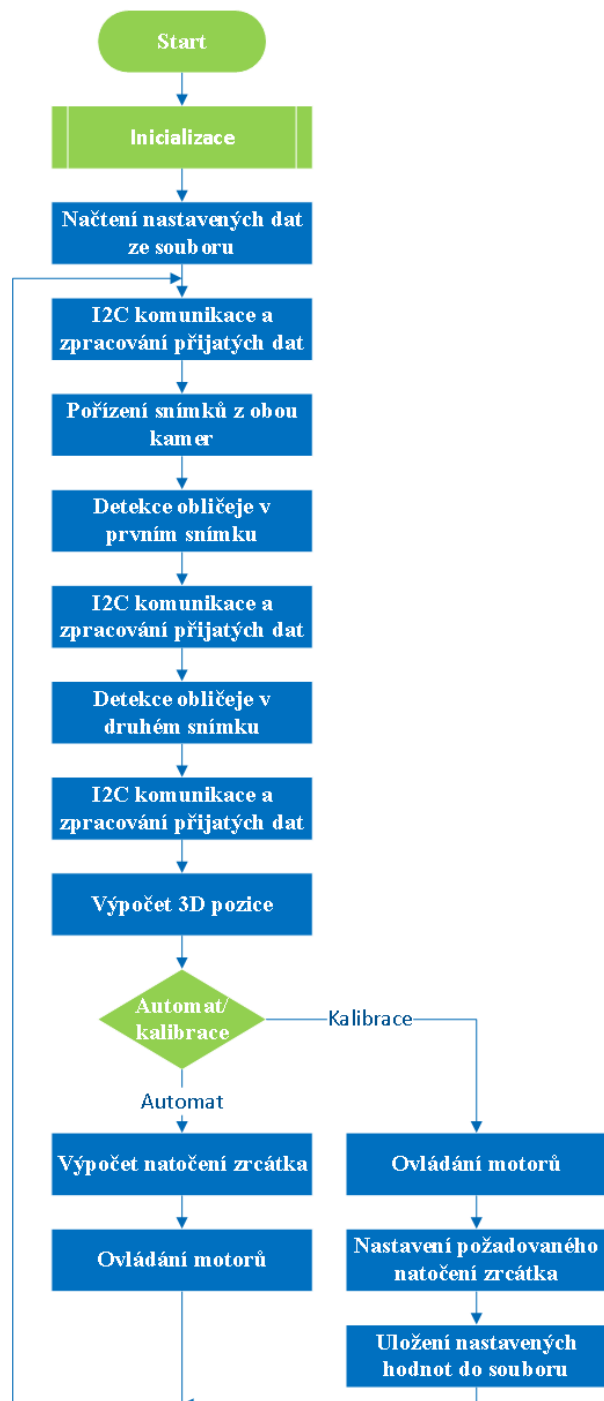 Start
Inicializace
Načtení nastavených dat
ze souboru
I2C komunikace a
zpracování přijatých dat
Pořízení snímků z obou
kamer
Detekce obličeje v
prvním snímku
I2C komunikace a
zpracování přijatých dat
Detekce obličeje v
druhém snímku
I2C komunikace a
zpracování přijatých dat
Výpočet 3D pozice
Automat/
kalibrace
Kalibrace
Automat
Výpočet natočení zrcátka
Ovládání motorů
Ovládání motorů
Nastavení požadovaného
natočení zrcátka
Uložení nastavených
hodnot do souboru